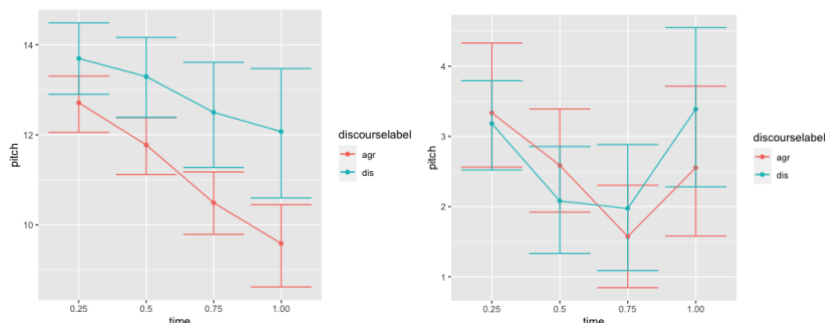 14
12
10
pitch
0.25 0.5 0.75 1.00
time
discourselabel
agr
dis
4
3
2
1
pitch
0.25 0.5 0.75 1.00
time
discourselabel
agr
dis